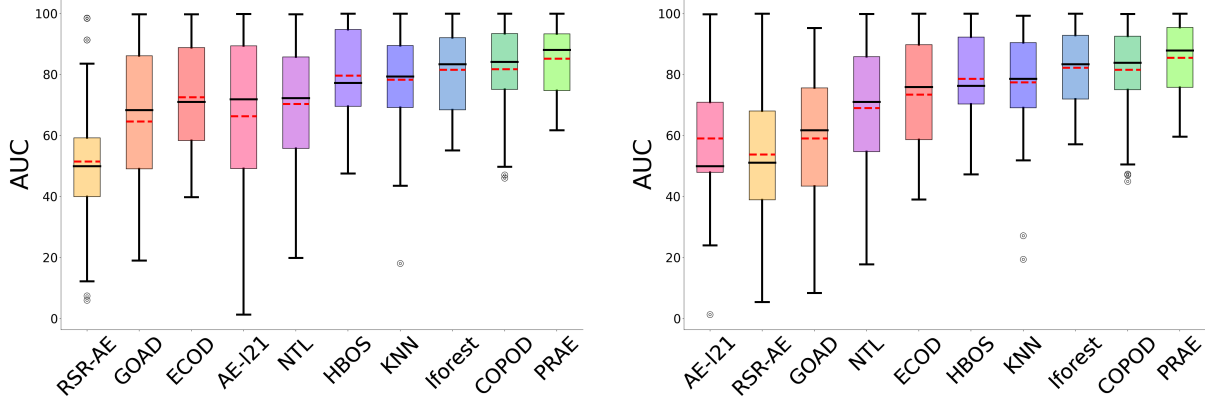 100
80
60
40
20
0
AUC
RSR-AE
GOAD
ECOD
AE-l21
NTL
HBOS
KNN
Iforest
COPOD
PRAE
100
80
60
40
20
0
AUC
AE-l21
RSR-AE
GOAD
NTL
ECOD
HBOS
KNN
Iforest
COPOD
PRAE